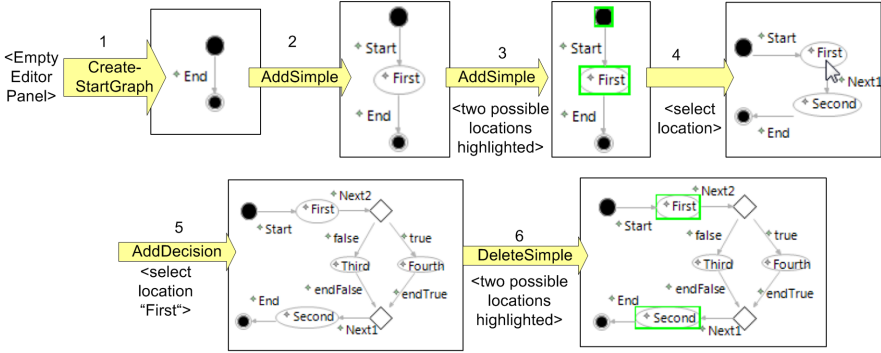 1
<Empty
Editor
Panel>
Create-
StartGraph
End
2
AddSimple
Start
First
End
3
AddSimple
<two possible
locations
highlighted>
Start
First
End
4
<select
location>
Start
First
Next1
Second
End
5
AddDecision
<select
location
“First“>
Next2
First
Start
false
true
Third
Fourth
endFalse
endTrue
End
Second
Next1
6
DeleteSimple
<two possible
locations
highlighted>
Next2
First
Start
false
true
Third
Fourth
endFalse
endTrue
End
Second
Next1